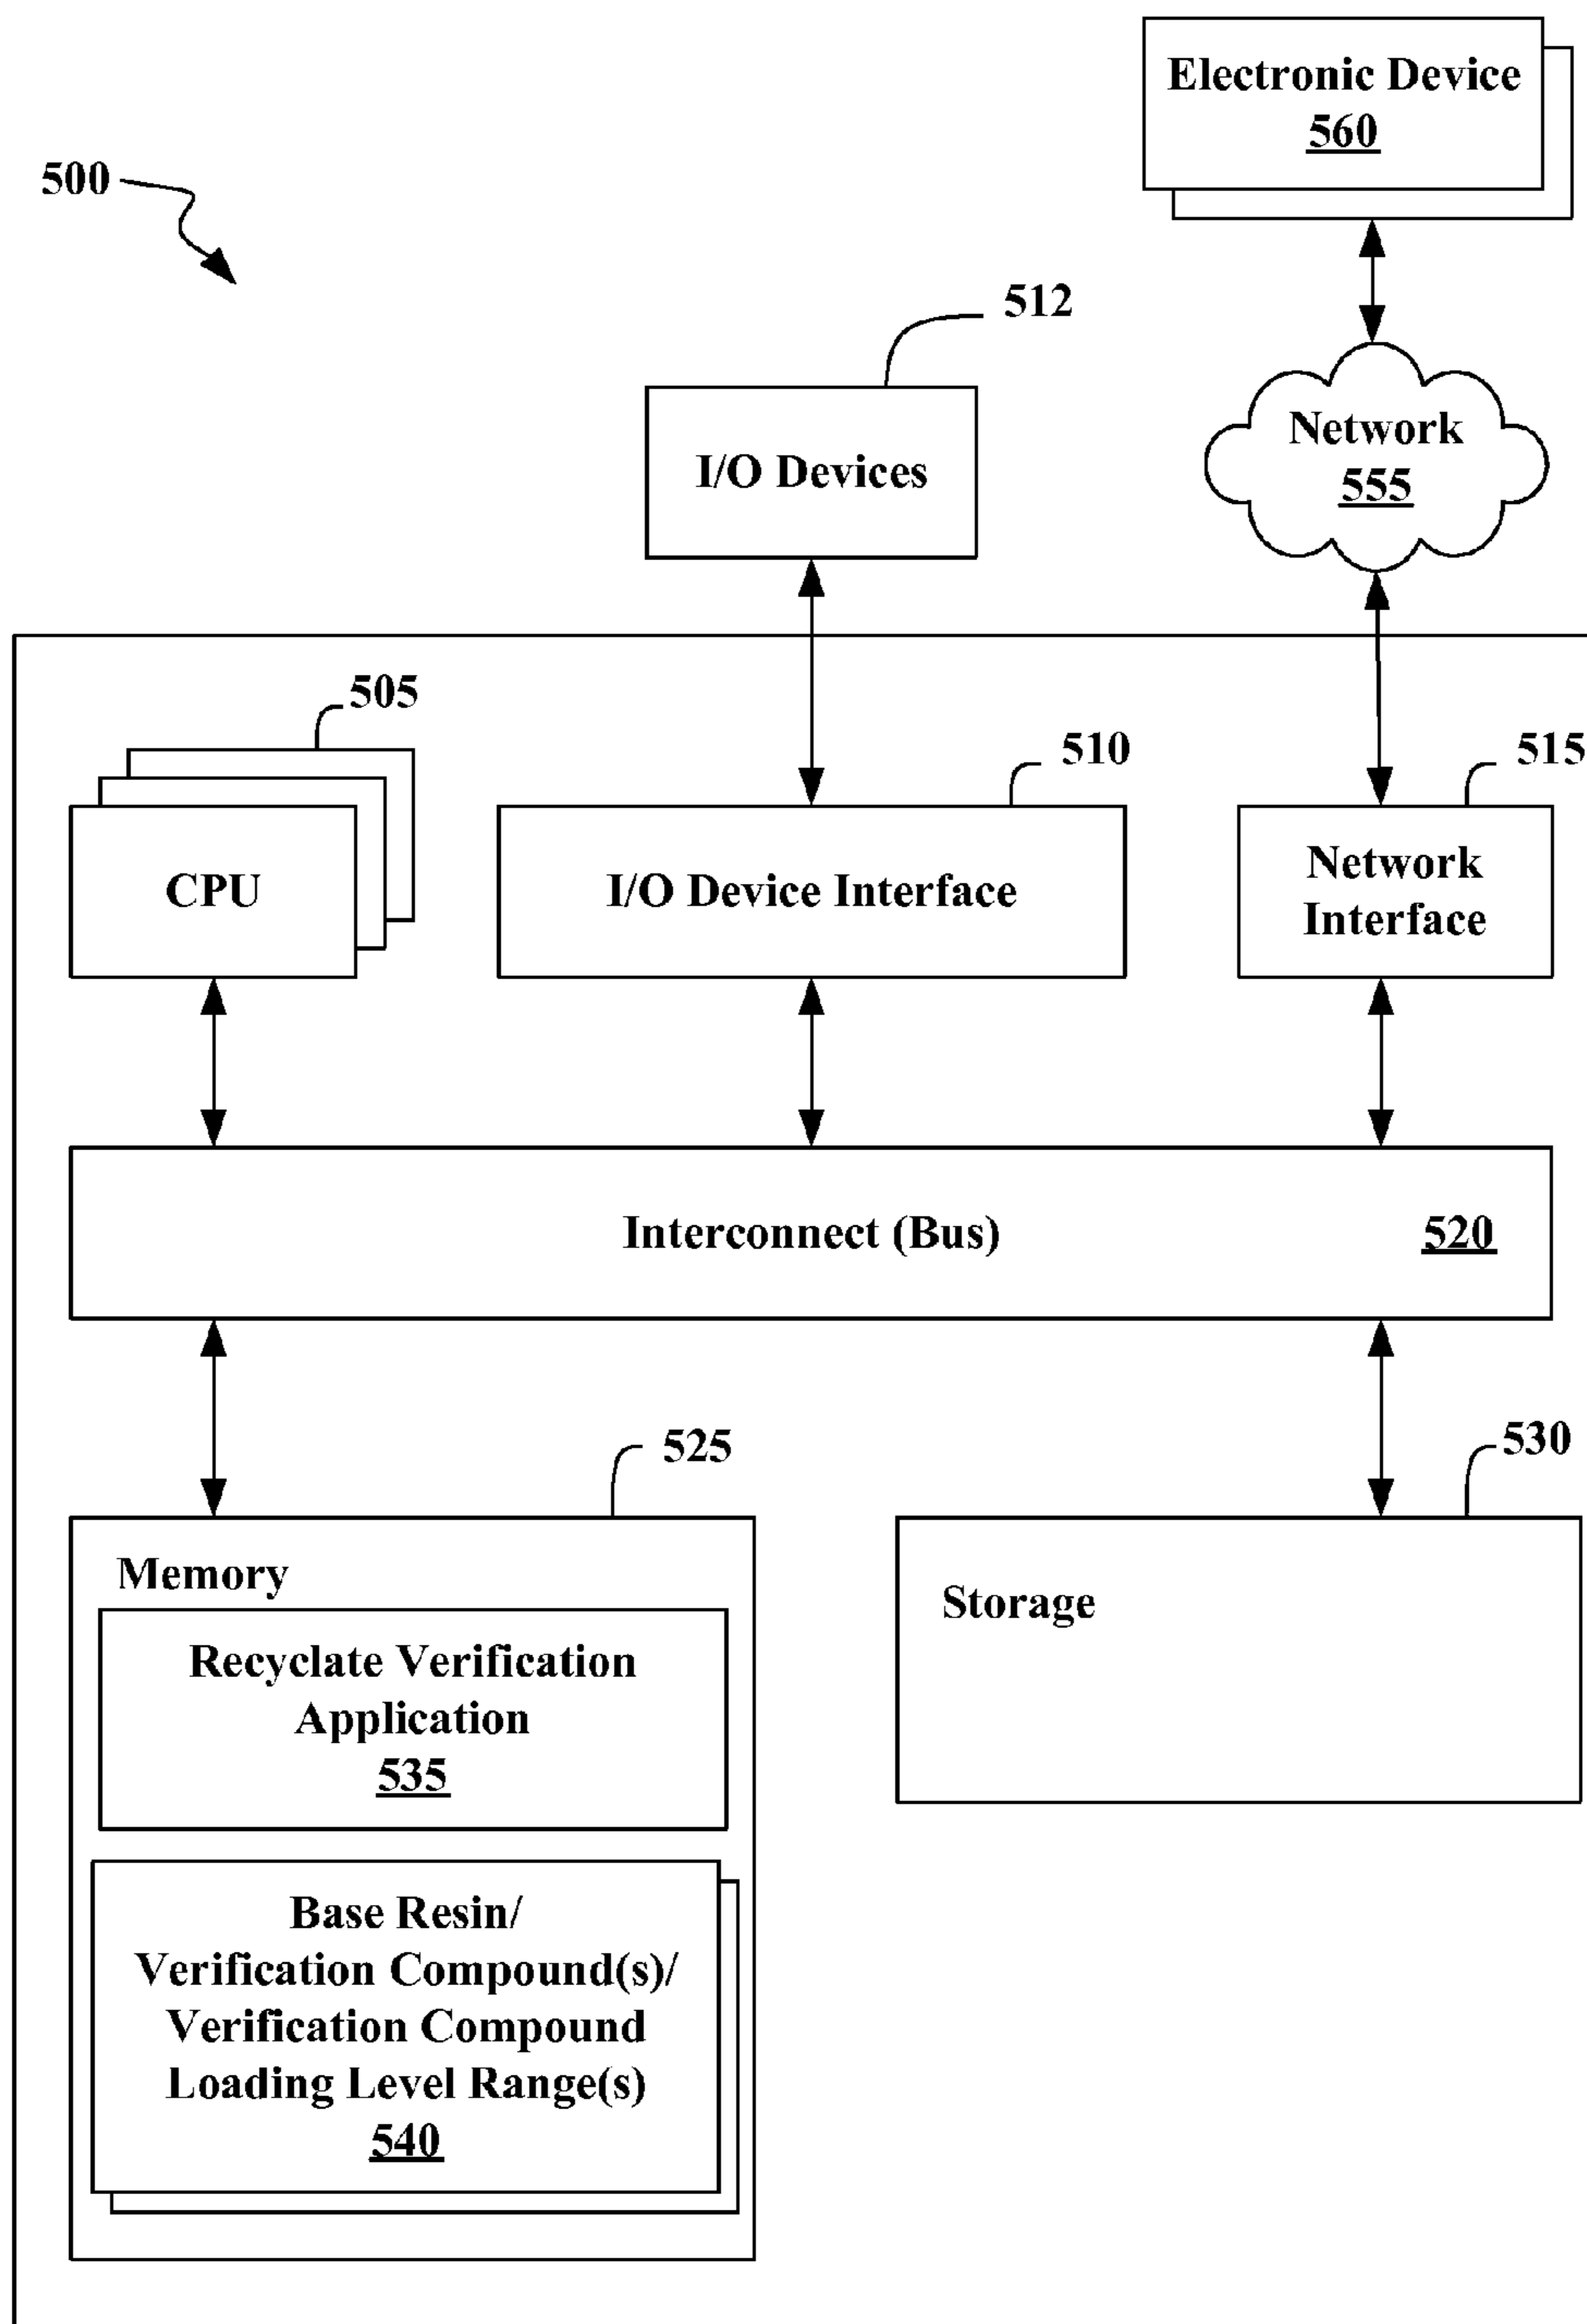 Electronic Device
560
500
512
I/O Devices
Network
555
505
510
515
CPU
I/O Device Interface
Network
Interface
Interconnect (Bus)
520
525
530
Memory
Storage
Recyclate Verification
Application
535
Base Resin/
Verification Compound(s)/
Verification Compound
Loading Level Range(s)
540